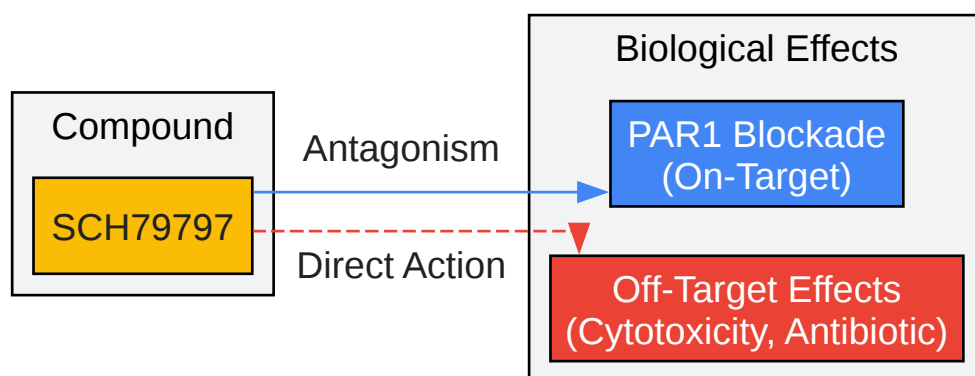 Biological Effects
Compound
SCH79797
Antagonism
Direct Action
PAR1 Blockade
(On-Target)
Off-Target Effects
(Cytotoxicity, Antibiotic)